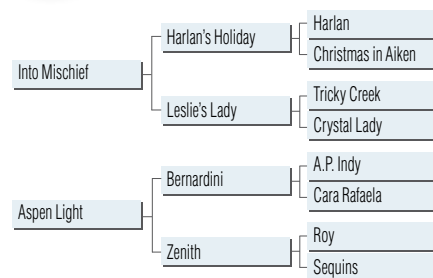 Harlan
Harlan's Holiday
Christmas in Aiken
Into Mischief
Tricky Creek
Leslie's Lady
Crystal Lady
A.P. Indy
Bernardini
Cara Rafaela
Aspen Light
Roy
Zenith
Sequins